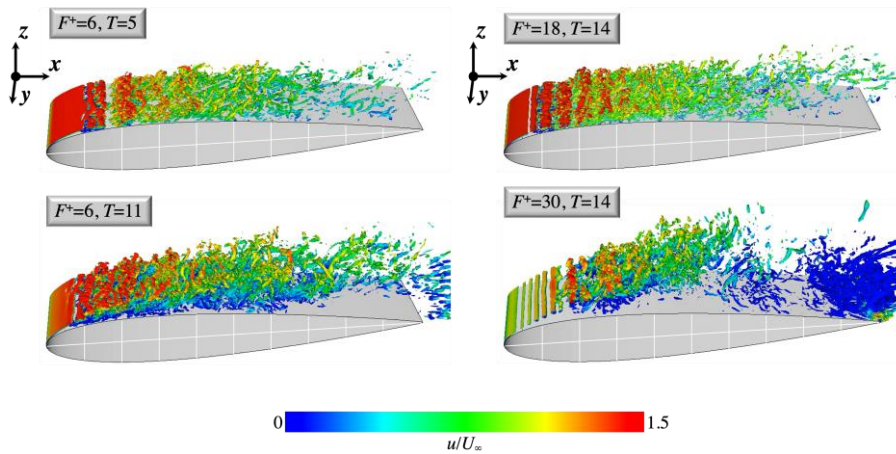 F⁺=6, T=5
z
x
y
F⁺=18, T=14
z
x
y
F⁺=6, T=11
F⁺=30, T=14
0
1.5
u/U∞